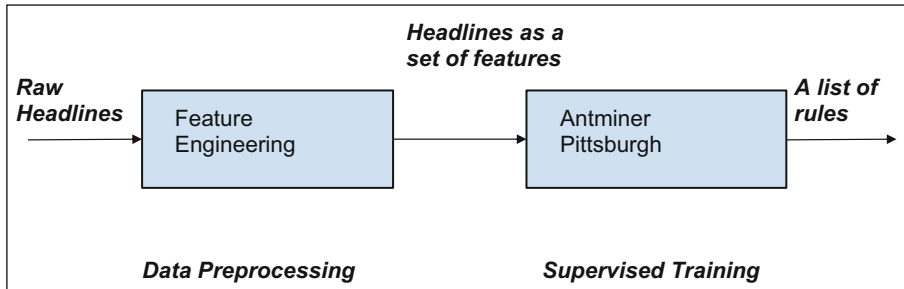 Headlines as a
set of features
Raw
Headlines
A list of
rules
Feature
Engineering
Antminer
Pittsburgh
Data Preprocessing
Supervised Training